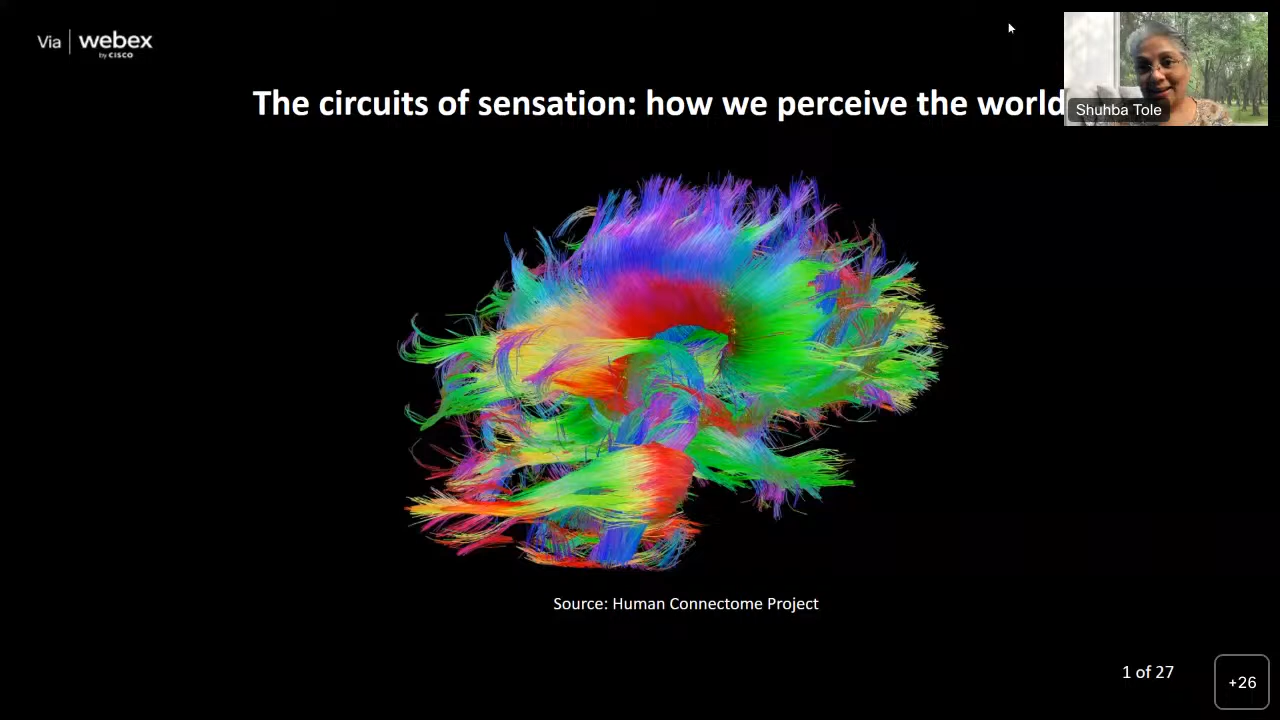 Via | webex
by CISCO
The circuits of sensation: how we perceive the world
Shuhba Tole
Source: Human Connectome Project
1 of 27
+26